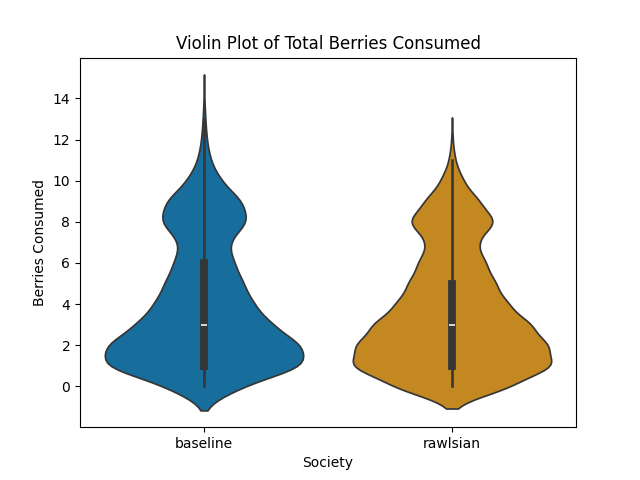 Violin Plot of Total Berries Consumed
14
12
10
8
6
4
2
0
Berries Consumed
baseline rawlsian
Society